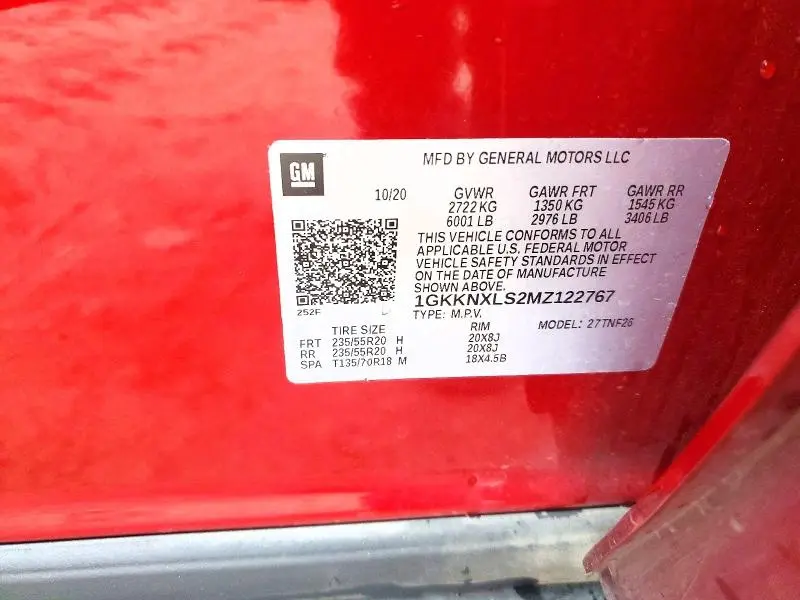 GM
MFD BY GENERAL MOTORS LLC
10/20 GVWR GAWR FRT GAWR RR
2722 KG 1350 KG 1545 KG
6001 LB 2976 LB 3406 LB
THIS VEHICLE CONFORMS TO ALL
APPLICABLE U.S. FEDERAL MOTOR
VEHICLE SAFETY STANDARDS IN EFFECT
ON THE DATE OF MANUFACTURE
SHOWN ABOVE.
1GKKNXLS2MZ122767
252F
TYPE: M.P.V. MODEL: 27TNF26
TIRE SIZE RIM
FRT 235/55R20 H 20X8J
RR 235/55R20 H 20X8J
SPA T135/70R18 M 18X4.5B